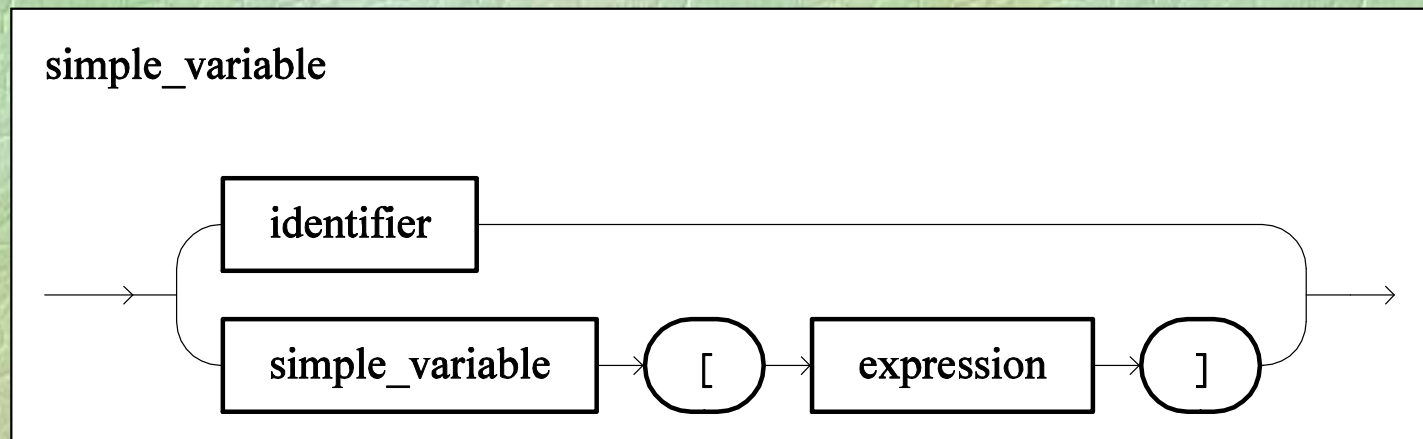 simple_variable
identifier
simple_variable [ expression ]